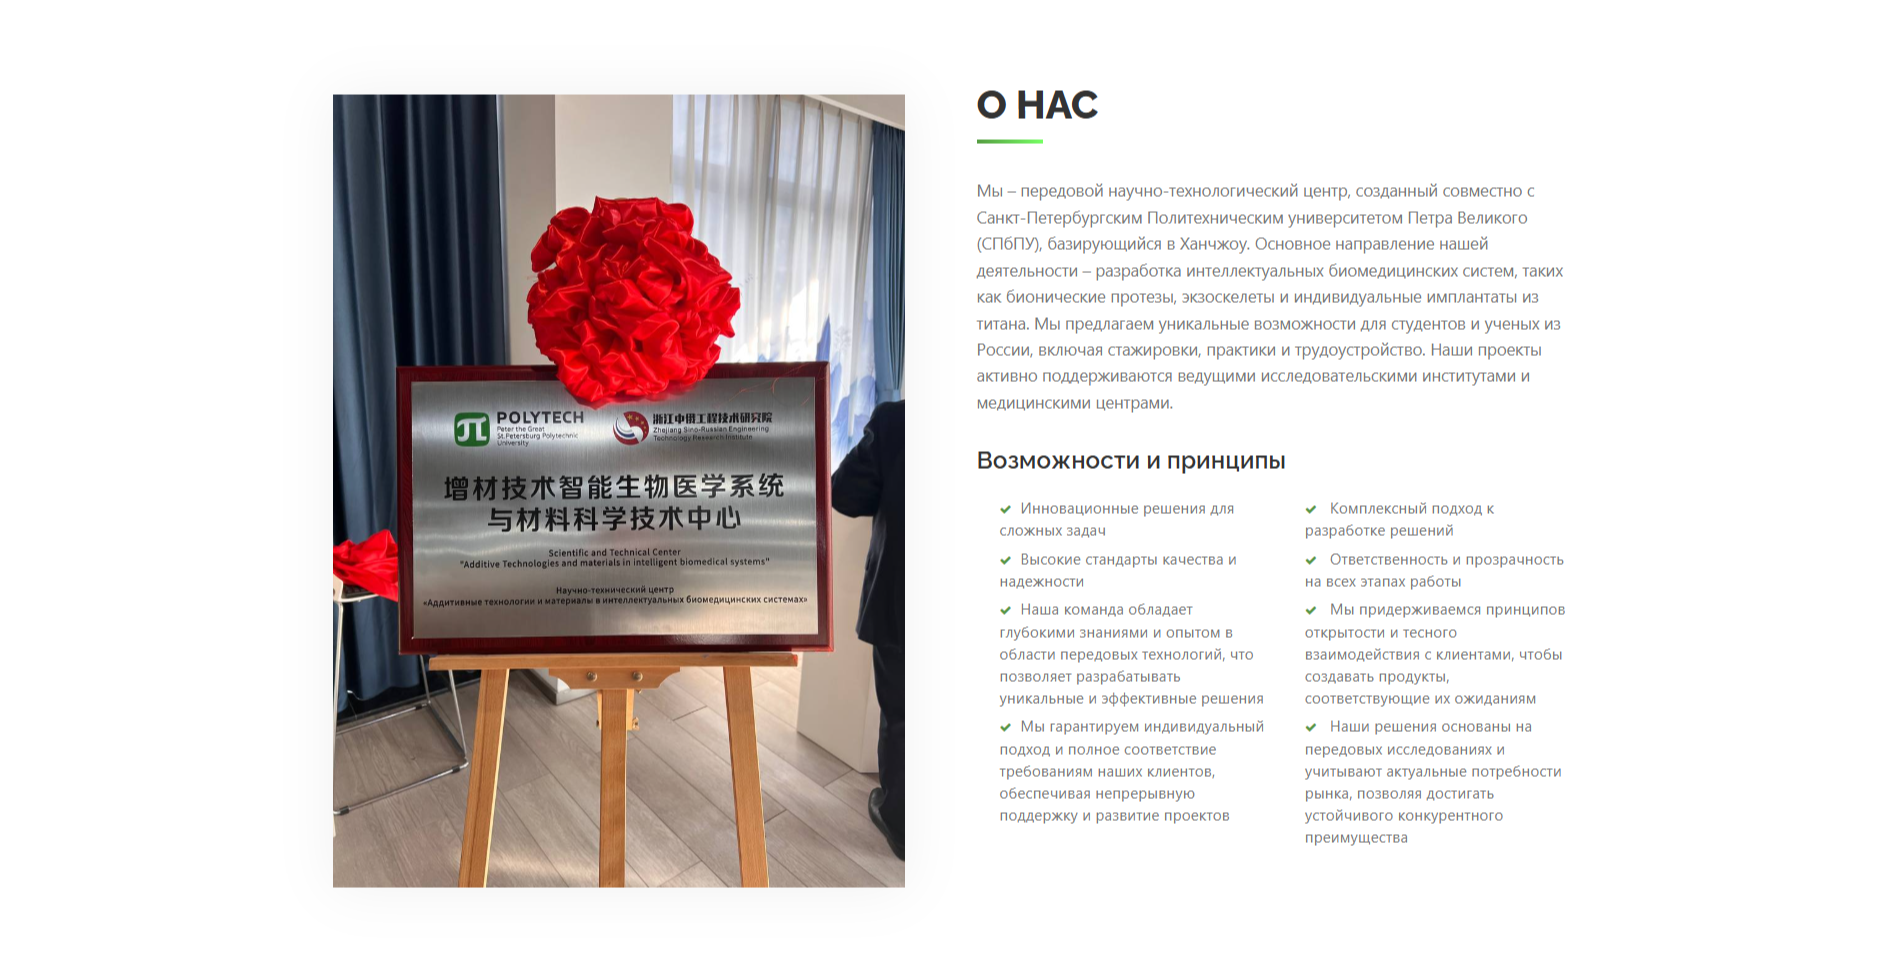 О НАС
Мы – передовой научно-технологический центр, созданный совместно с
Санкт-Петербургским Политехническим университетом Петра Великого
(СПбПУ), базирующийся в Ханчжоу. Основное направление нашей
деятельности – разработка интеллектуальных биомедицинских систем, таких
как бионические протезы, экзоскелеты и индивидуальные имплантаты из
титана. Мы предлагаем уникальные возможности для студентов и ученых из
России, включая стажировки, практики и трудоустройство. Наши проекты
активно поддерживаются ведущими исследовательскими институтами и
медицинскими центрами.
Возможности и принципы
Инновационные решения для
сложных задач
Высокие стандарты качества и
надежности
Наша команда обладает
глубокими знаниями и опытом в
области передовых технологий, что
позволяет разрабатывать
уникальные и эффективные решения
Мы гарантируем индивидуальный
подход и полное соответствие
требованиям наших клиентов,
обеспечивая непрерывную
поддержку и развитие проектов
Комплексный подход к
разработке решений
Ответственность и прозрачность
на всех этапах работы
Мы придерживаемся принципов
открытости и тесного
взаимодействия с клиентами, чтобы
создавать продукты,
соответствующие их ожиданиям
Наши решения основаны на
передовых исследованиях и
учитывают актуальные потребности
рынка, позволяя достигать
устойчивого конкурентного
преимущества
POLYTECH
Peter the Great
St.Petersburg Polytechnic
University
浙江中俄工程技术研究院
Zhejiang Sino-Russian Engineering
Technology Research Institute
增材技术智能生物医学系统
与材料科学技术中心
Scientific and Technical Center
"Additive Technologies and materials in intelligent biomedical systems"
Научно-технический центр
«Аддитивные технологии и материалы в интеллектуальных биомедицинских системах»